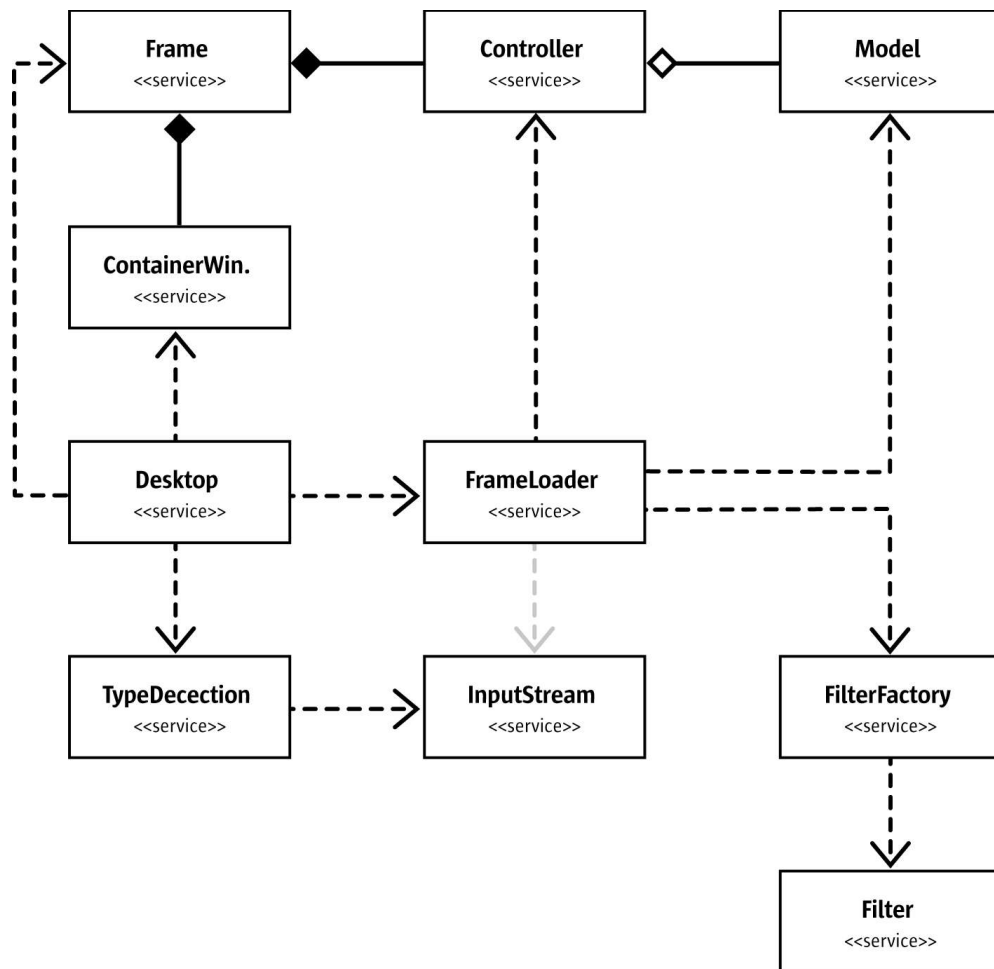 Frame
<<service>>
Controller
<<service>>
Model
<<service>>
ContainerWin.
<<service>>
Desktop
<<service>>
FrameLoader
<<service>>
TypeDecection
<<service>>
InputStream
<<service>>
FilterFactory
<<service>>
Filter
<<service>>